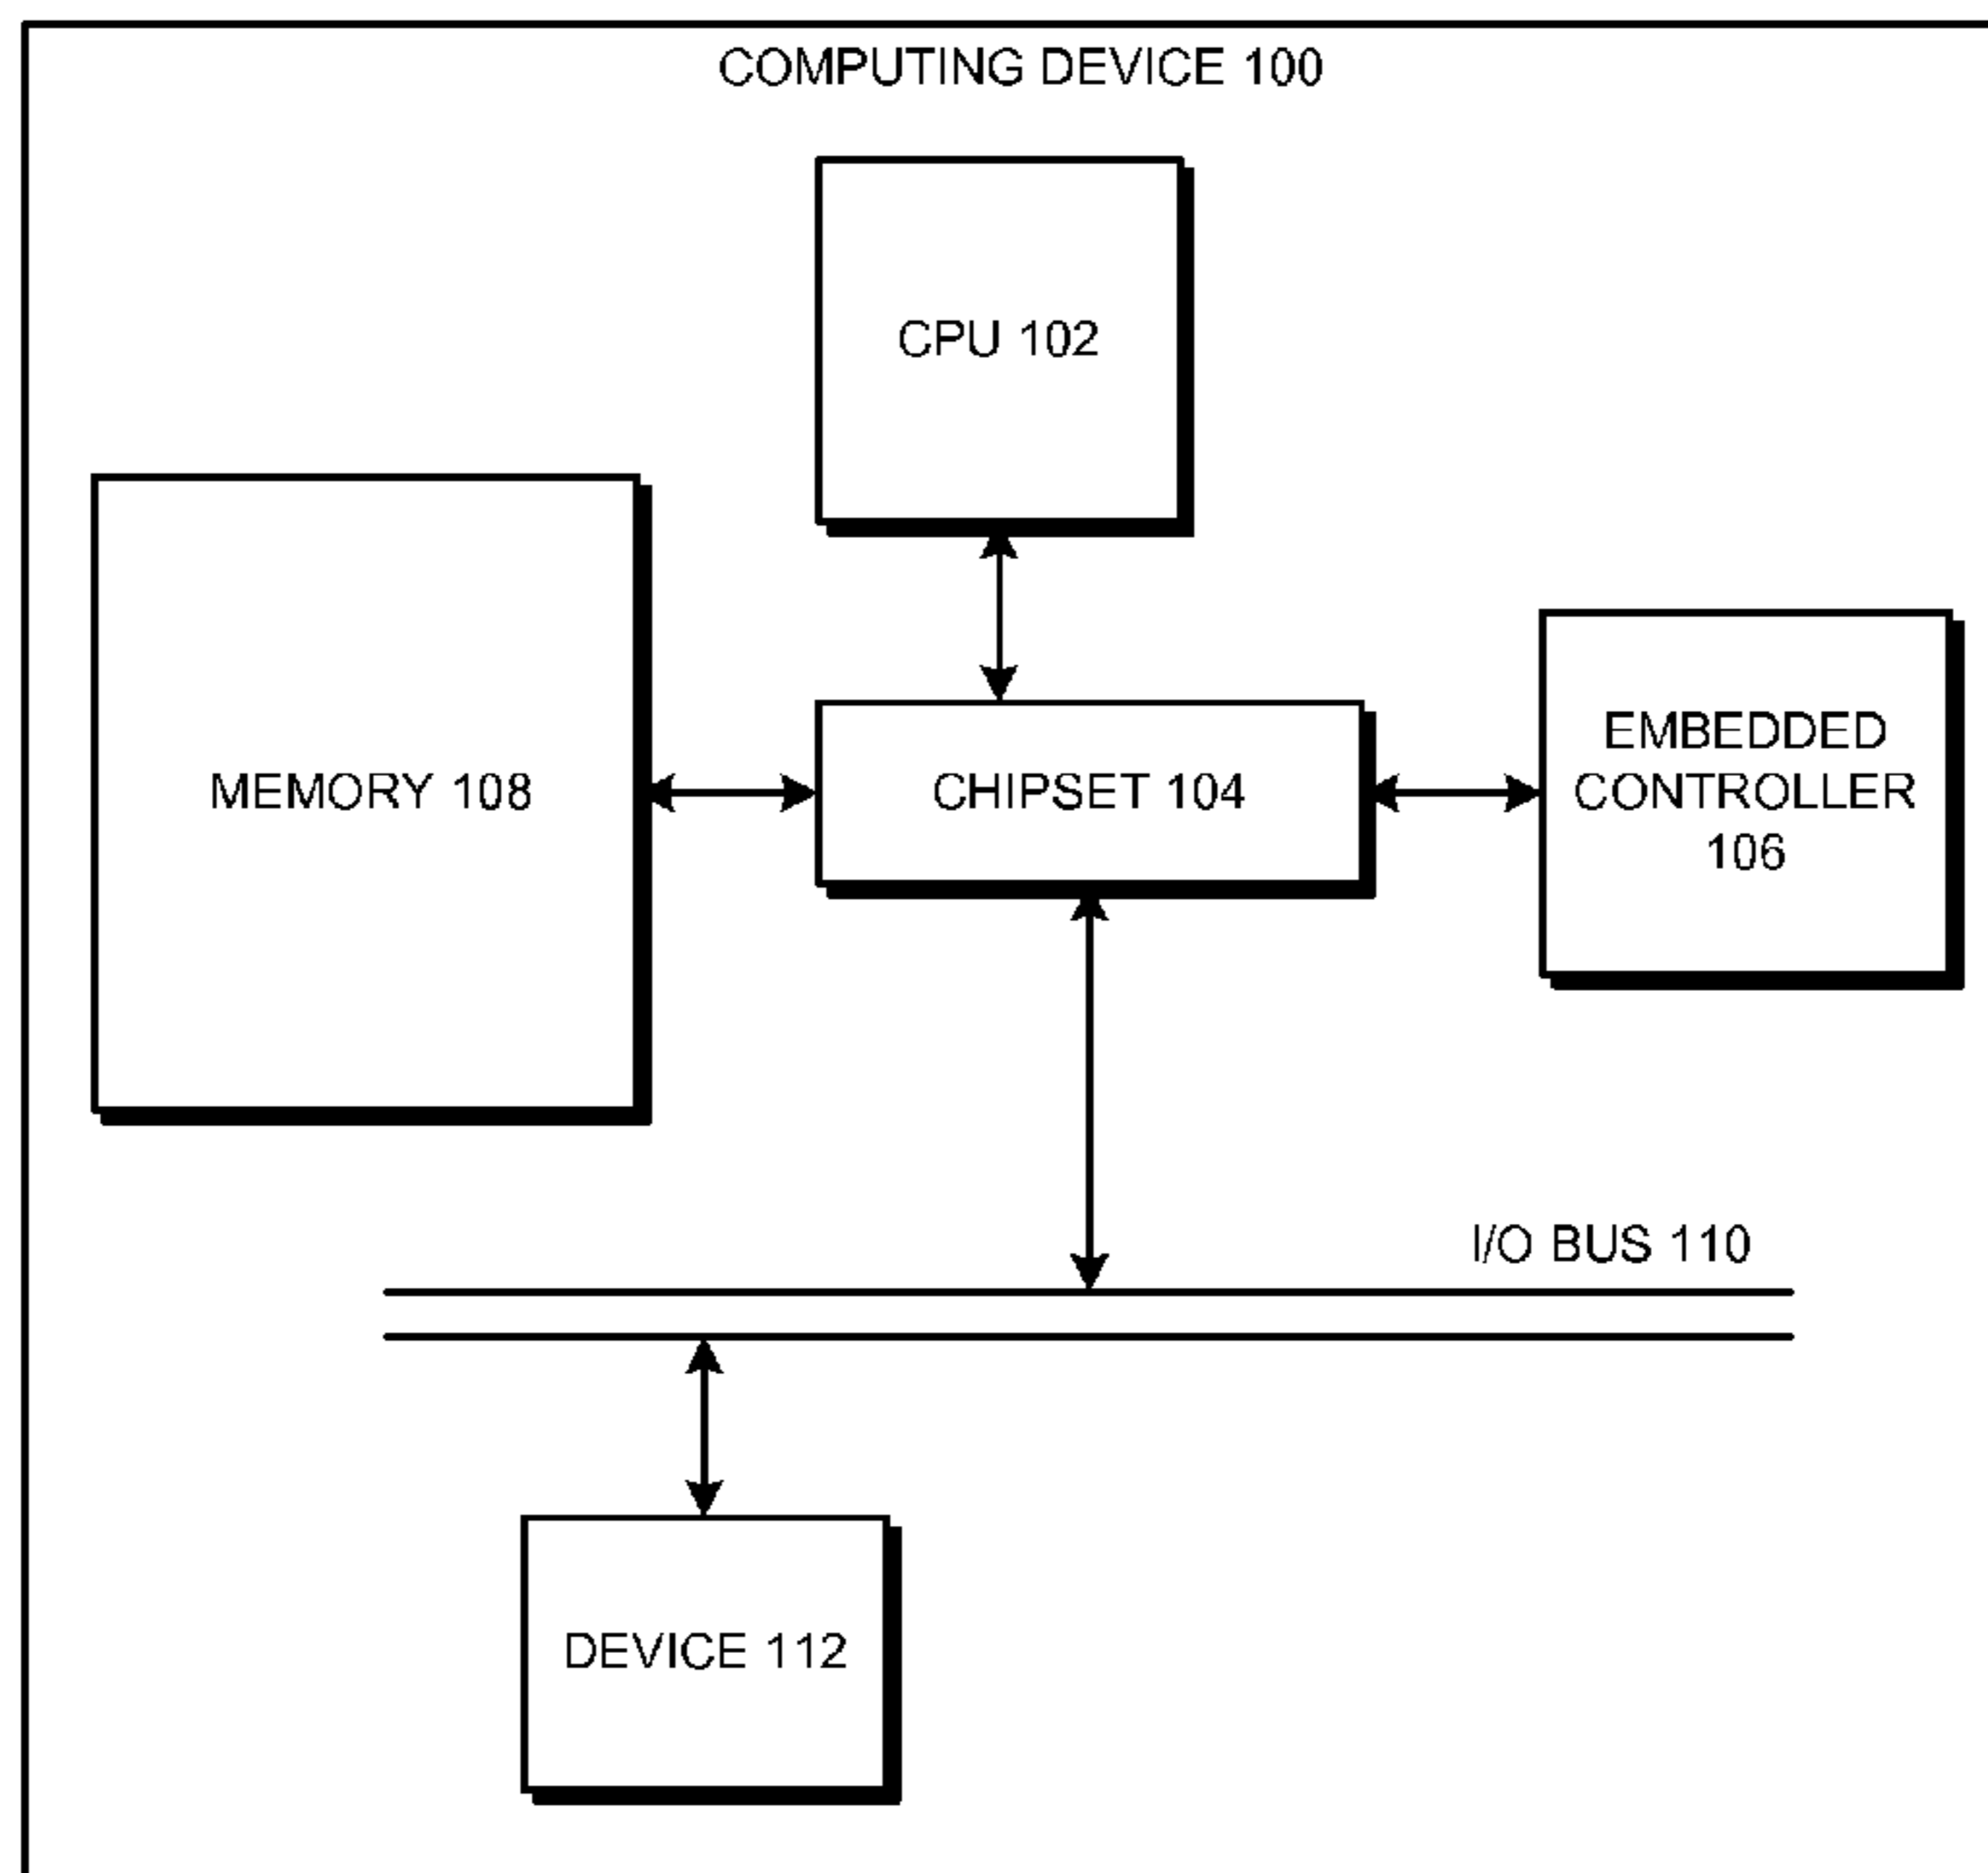 COMPUTING DEVICE 100
CPU 102
MEMORY 108
CHIPSET 104
EMBEDDED
CONTROLLER
106
I/O BUS 110
DEVICE 112